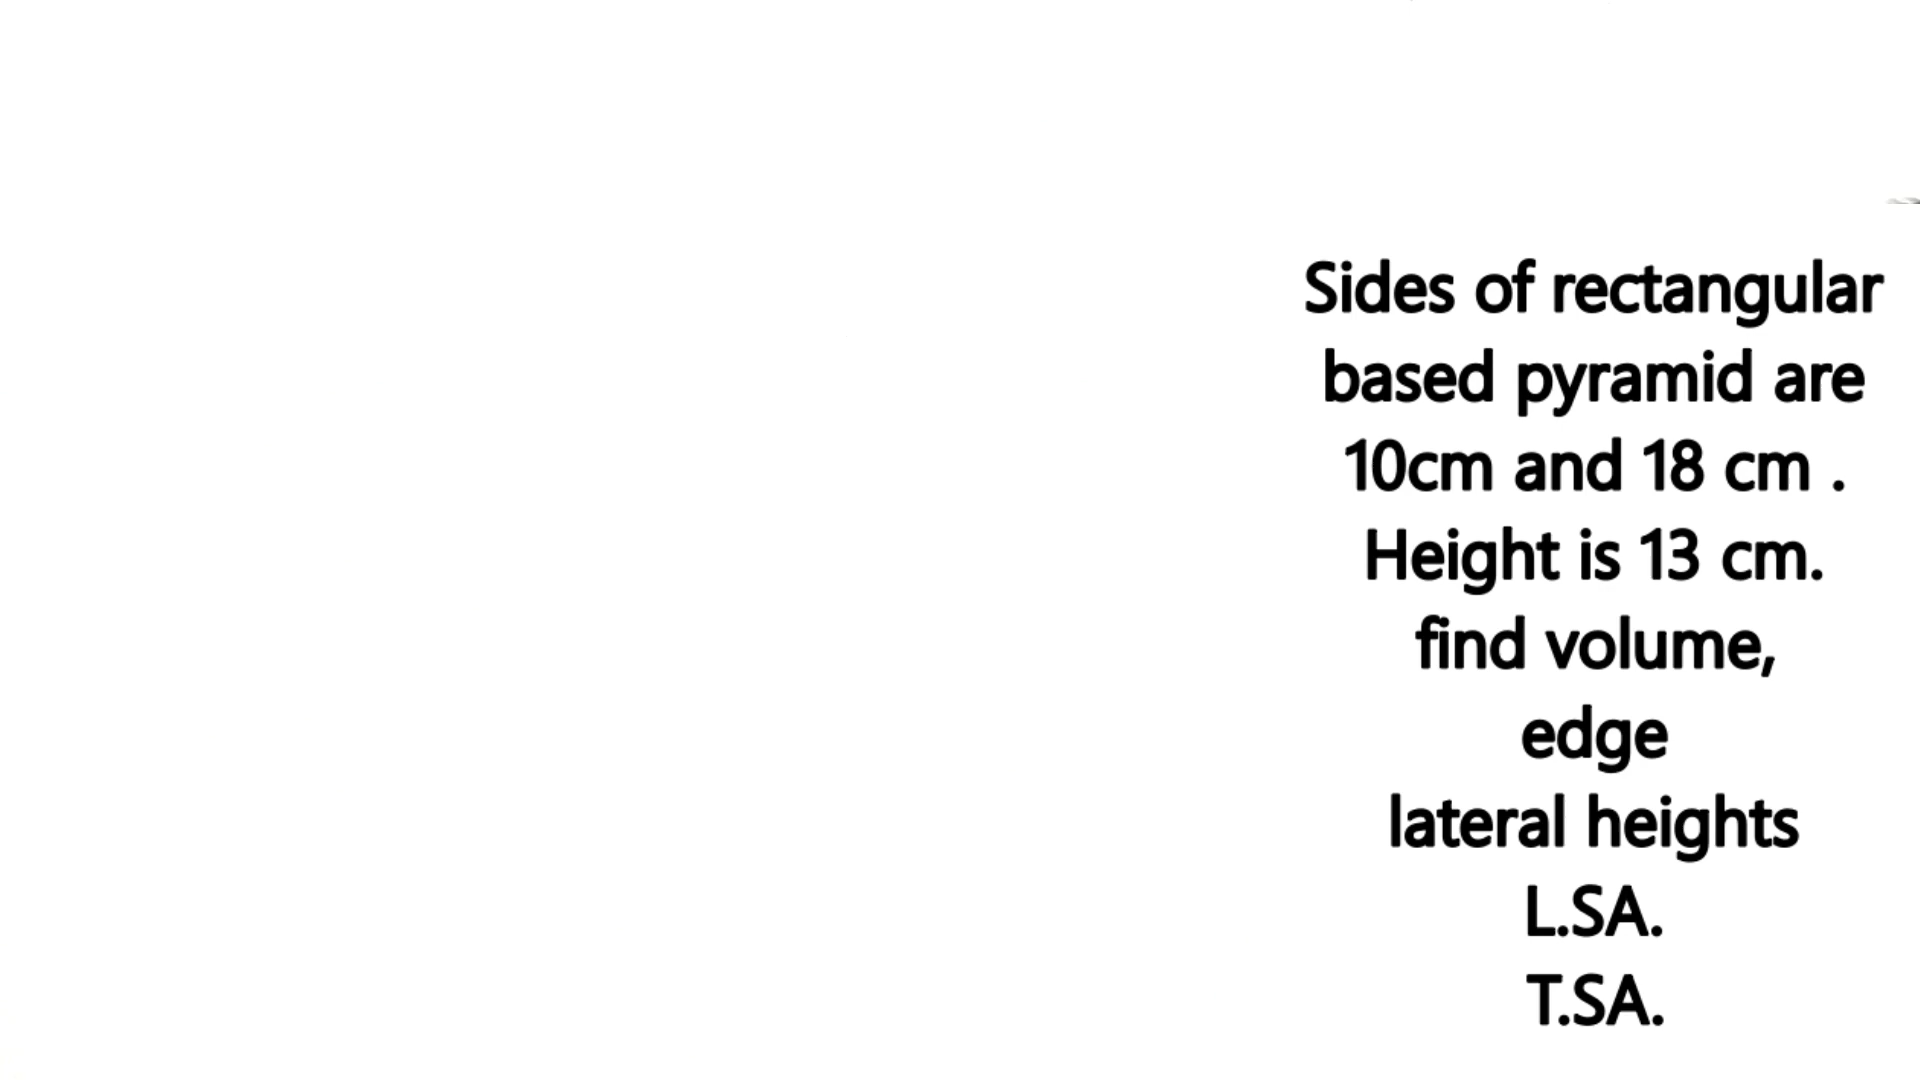 Sides of rectangular
based pyramid are
10cm and 18 cm .
Height is 13 cm.
find volume,
edge
lateral heights
L.SA.
T.SA.